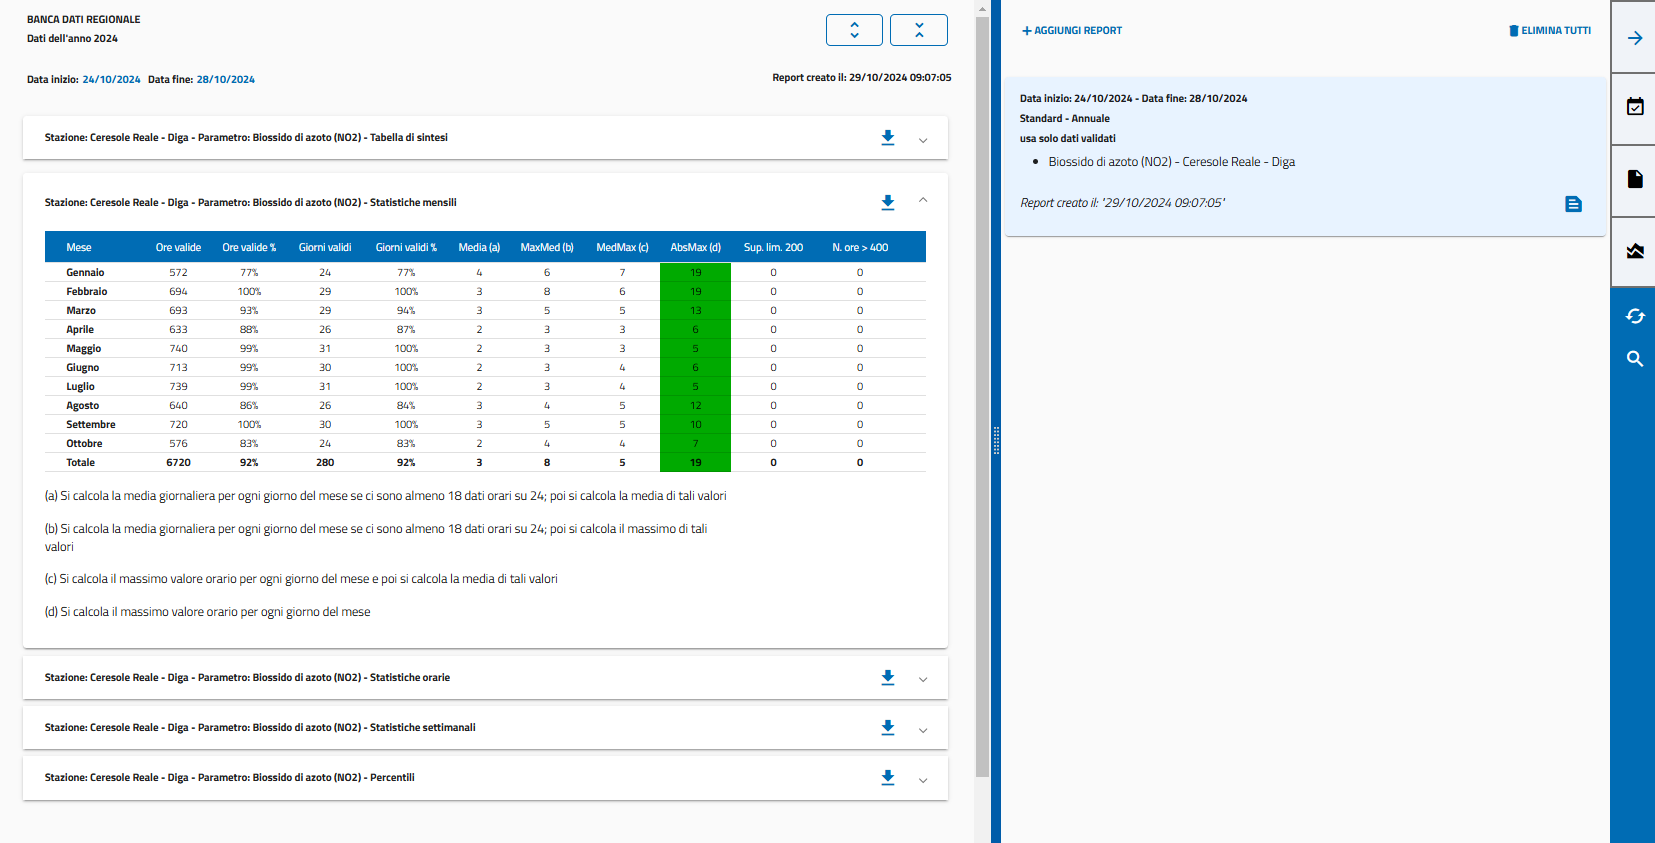 BANCA DATI REGIONALE
Dati dell'anno 2024
Data inizio: 24/10/2024 Data fine: 28/10/2024
Report creato il: 29/10/2024 09:07:05
Stazione: Ceresole Reale - Diga - Parametro: Biossido di azoto (NO2) - Tabella di sintesi
Stazione: Ceresole Reale - Diga - Parametro: Biossido di azoto (NO2) - Statistiche mensili
Mese Ore valide Ore valide % Giorni validi Giorni validi % Media (a) MaxMed (b) MedMax (c) AbsMax (d) Sup. lim. 200 N. ore > 400
Gennaio 572 77% 24 77% 4 6 7 19 0 0
Febbraio 694 100% 29 100% 3 8 6 19 0 0
Marzo 693 93% 29 94% 3 5 5 13 0 0
Aprile 633 88% 26 87% 2 3 3 6 0 0
Maggio 740 99% 31 100% 2 3 3 5 0 0
Giugno 713 99% 30 100% 2 3 4 6 0 0
Luglio 739 99% 31 100% 2 3 4 5 0 0
Agosto 640 86% 26 84% 3 4 5 12 0 0
Settembre 720 100% 30 100% 3 5 5 10 0 0
Ottobre 576 83% 24 83% 2 4 4 7 0 0
Totale 6720 92% 280 92% 3 8 5 19 0 0
(a) Si calcola la media giornaliera per ogni giorno del mese se ci sono almeno 18 dati orari su 24; poi si calcola la media di tali valori
(b) Si calcola la media giornaliera per ogni giorno del mese se ci sono almeno 18 dati orari su 24; poi si calcola il massimo di tali
valori
(c) Si calcola il massimo valore orario per ogni giorno del mese e poi si calcola la media di tali valori
(d) Si calcola il massimo valore orario per ogni giorno del mese
Stazione: Ceresole Reale - Diga - Parametro: Biossido di azoto (NO2) - Statistiche orarie
Stazione: Ceresole Reale - Diga - Parametro: Biossido di azoto (NO2) - Statistiche settimanali
Stazione: Ceresole Reale - Diga - Parametro: Biossido di azoto (NO2) - Percentili
AGGIUNGI REPORT
ELIMINA TUTTI
Data inizio: 24/10/2024 - Data fine: 28/10/2024
Standard - Annuale
usa solo dati validati
• Biossido di azoto (NO2) - Ceresole Reale - Diga
Report creato il: "29/10/2024 09:07:05"